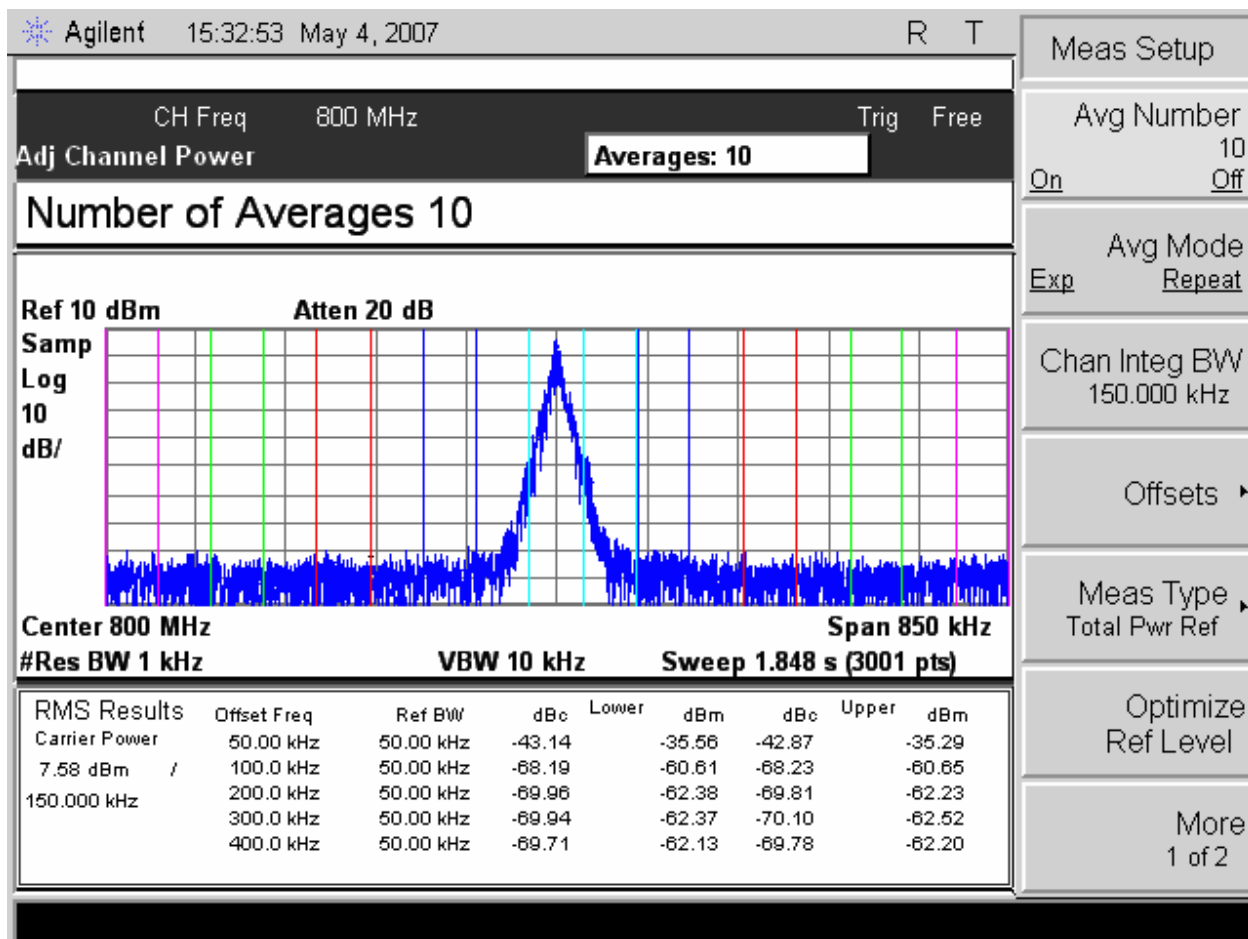 Agilent 15:32:53 May 4, 2007 R T
CH Freq 800 MHz Trig Free
Adj Channel Power Averages: 10
Number of Averages 10
Ref 10 dBm Atten 20 dB
Samp
Log
10
dB/
Center 800 MHz Span 850 kHz
#Res BW 1 kHz VBW 10 kHz Sweep 1.848 s (3001 pts)
RMS Results Offset Freq Ref BW dBc Lower dBm dBc Upper dBm
Carrier Power 50.00 kHz 50.00 kHz -43.14 -35.56 -42.87 -35.29
7.58 dBm / 100.0 kHz 50.00 kHz -68.19 -60.61 -68.23 -60.65
150.000 kHz 200.0 kHz 50.00 kHz -69.96 -62.38 -69.81 -62.23
300.0 kHz 50.00 kHz -69.94 -62.37 -70.10 -62.52
400.0 kHz 50.00 kHz -69.71 -62.13 -69.78 -62.20
Meas Setup
Avg Number
10
On Off
Avg Mode
Exp Repeat
Chan Integ BW
150.000 kHz
Offsets
Meas Type
Total Pwr Ref
Optimize
Ref Level
More
1 of 2